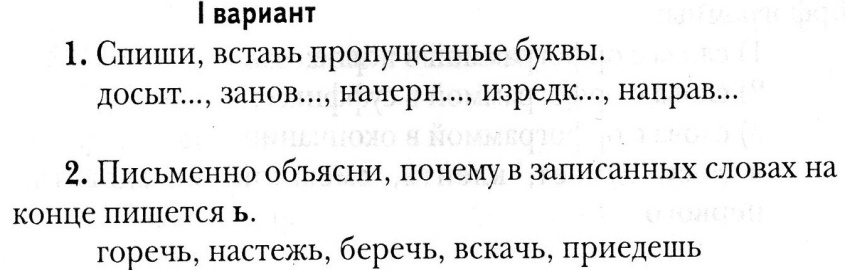 I вариант
1. Спиши, вставь пропущенные буквы.
досыт..., занов..., начерн..., изредк..., направ...
2. Письменно объясни, почему в записанных словах на
конце пишется ь.
горечь, настежь, беречь, вскачь, приедешь